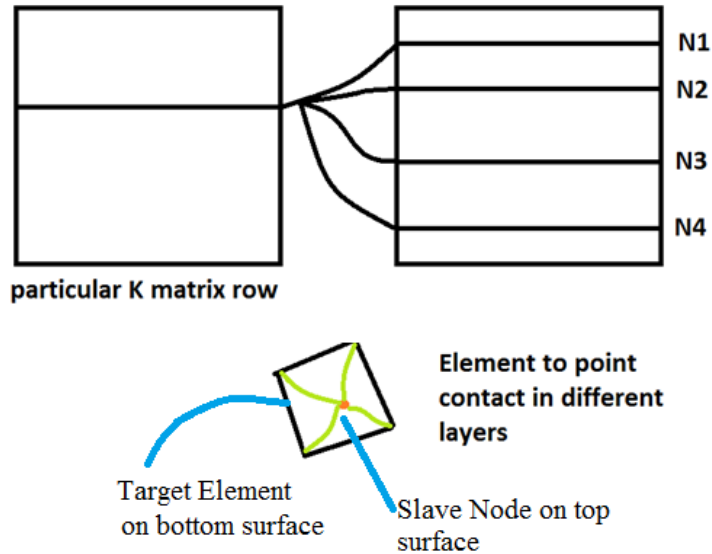 N1
N2
N3
N4
particular K matrix row
Element to point
contact in different
layers
Target Element
on bottom surface
Slave Node on top
surface